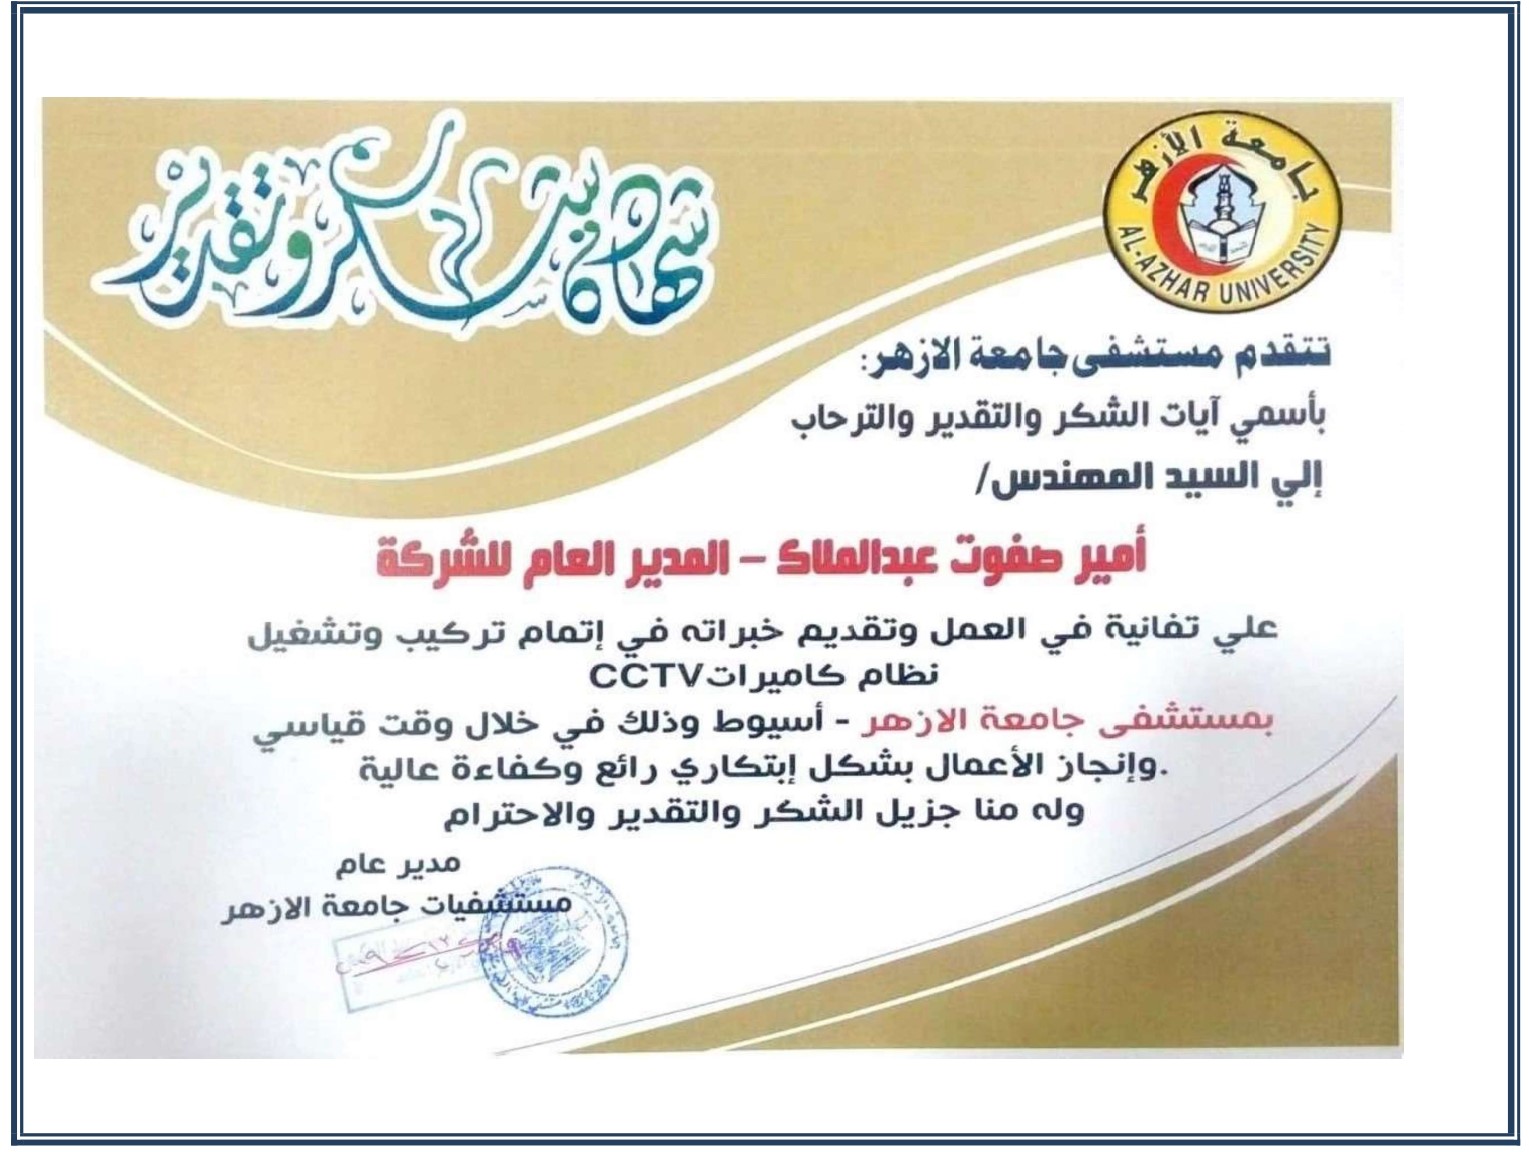 شهادة شكر وتقدير
جامعة الأزهر
AL-AZHAR UNIVERSITY
تتقدم مستشفى جامعة الازهر:
بأسمي آيات الشكر والتقدير والترحاب
إلي السيد المهندس/
أمير صفوت عبدالملاك – المدير العام للشركة
علي تفانية في العمل وتقديم خبراته في إتمام تركيب وتشغيل
نظام كاميراتCCTV
بمستشفى جامعة الازهر - أسيوط وذلك في خلال وقت قياسي
.وإنجاز الأعمال بشكل إبتكاري رائع وكفاءة عالية
وله منا جزيل الشكر والتقدير والاحترام
مدير عام
مستشفيات جامعة الازهر